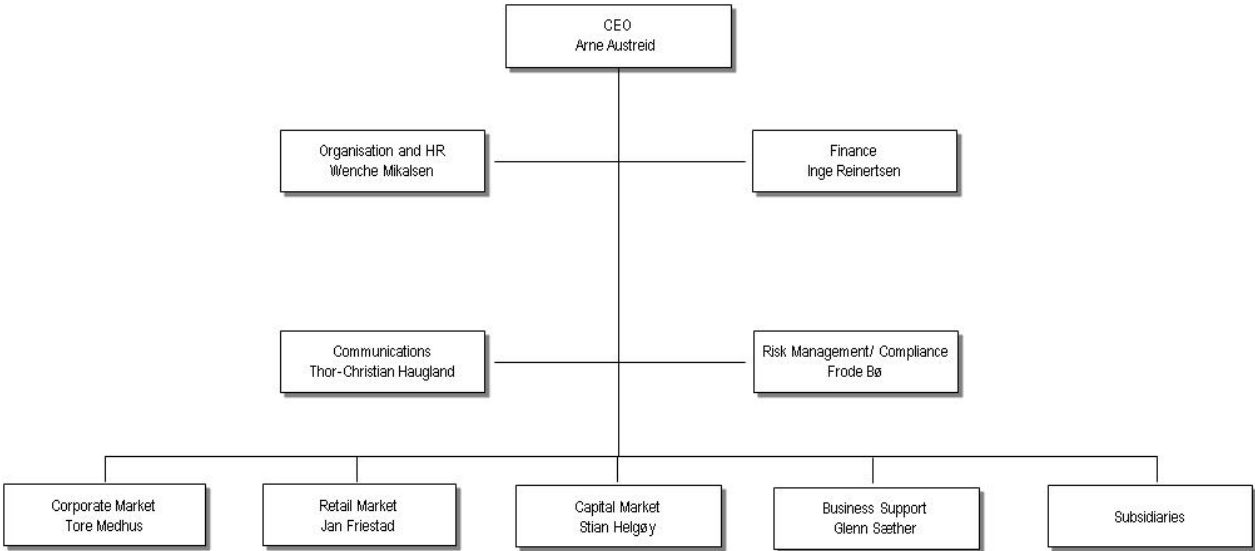 CEO
Arne Austreid
Organisation and HR
Wenche Mikalsen
Finance
Inge Reinertsen
Communications
Thor-Christian Haugland
Risk Management/ Compliance
Frode Bø
Corporate Market
Tore Medhus
Retail Market
Jan Friestad
Capital Market
Stian Helgøy
Business Support
Glenn Sæther
Subsidiaries